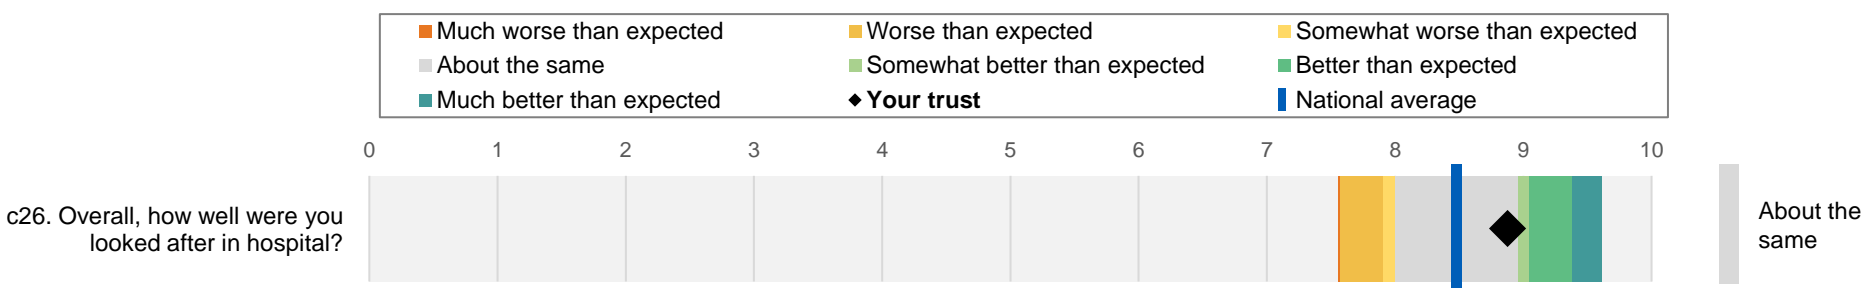 Much worse than expected
Worse than expected
Somewhat worse than expected
About the same
Somewhat better than expected
Better than expected
Much better than expected
Your trust
National average
0 1 2 3 4 5 6 7 8 9 10
c26. Overall, how well were you
looked after in hospital?
About the
same